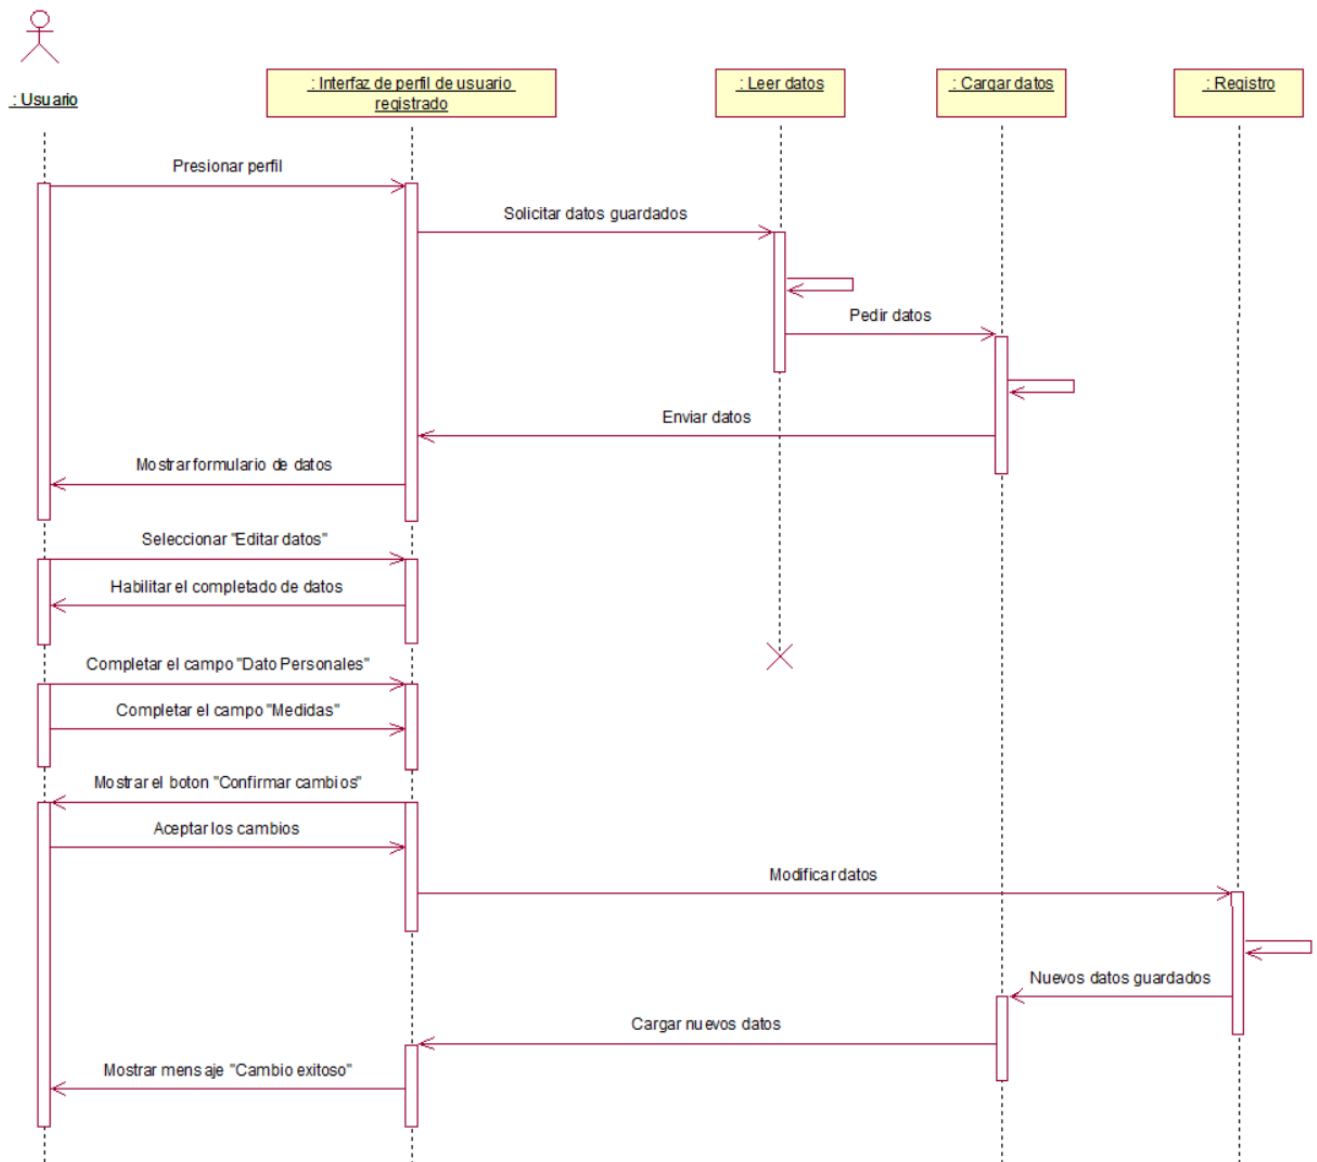 : Usuario
: Interfaz de perfil de usuario
registrado
: Leer datos
: Cargar datos
: Registro
Presionar perfil
Solicitar datos guardados
Pedir datos
Enviar datos
Mostrar formulario de datos
Seleccionar "Editar datos"
Habilitar el completado de datos
Completar el campo "Dato Personales"
Completar el campo "Medidas"
Mostrar el boton "Confirmar cambios"
Aceptar los cambios
Modificar datos
Nuevos datos guardados
Cargar nuevos datos
Mostrar mensaje "Cambio exitoso"